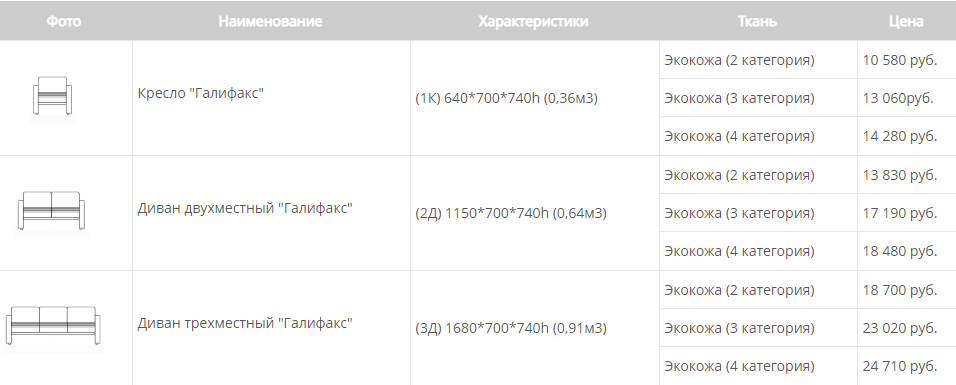 Фото Наименование Характеристики Ткань Цена
Кресло "Галифакс" (1К) 640*700*740h (0,36м3) Экокожа (2 категория) 10 580 руб.
Экокожа (3 категория) 13 060руб.
Экокожа (4 категория) 14 280 руб.
Диван двухместный "Галифакс" (2Д) 1150*700*740h (0,64м3) Экокожа (2 категория) 13 830 руб.
Экокожа (3 категория) 17 190 руб.
Экокожа (4 категория) 18 480 руб.
Диван трехместный "Галифакс" (3Д) 1680*700*740h (0,91м3) Экокожа (2 категория) 18 700 руб.
Экокожа (3 категория) 23 020 руб.
Экокожа (4 категория) 24 710 руб.